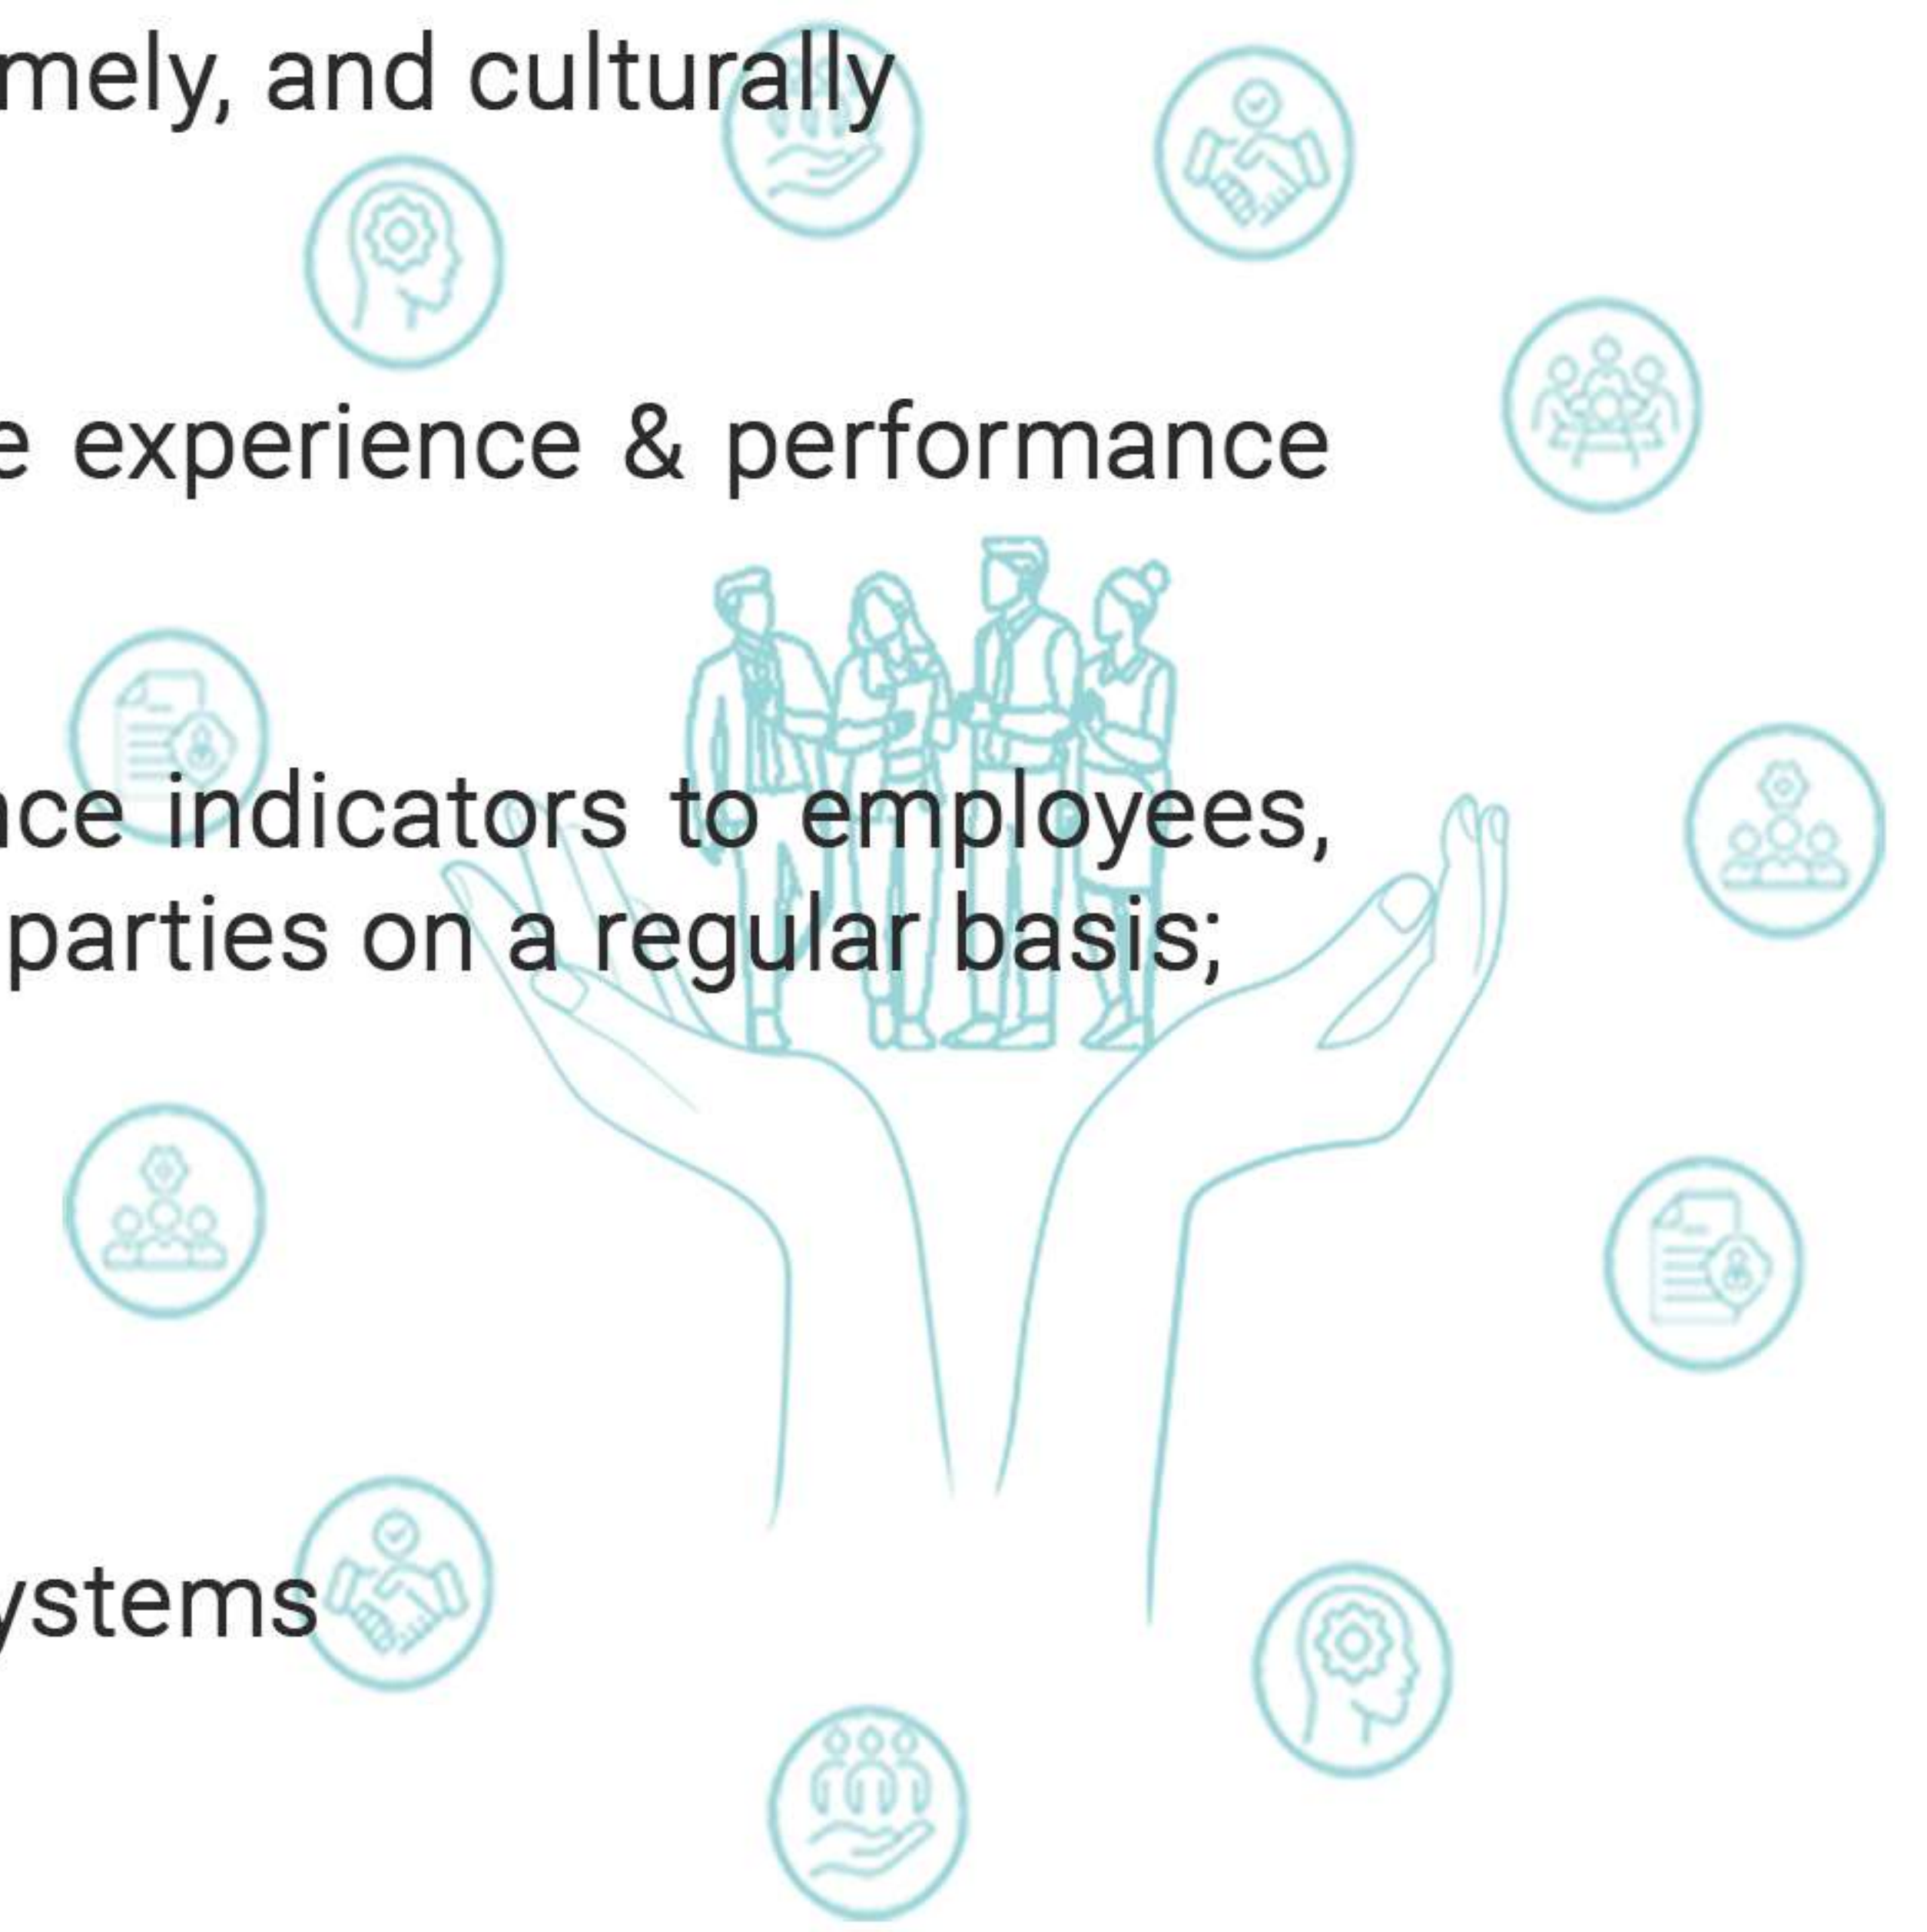 mely, and culturally
e experience & performance
nce indicators to employees,
parties on a regular basis;
ystems